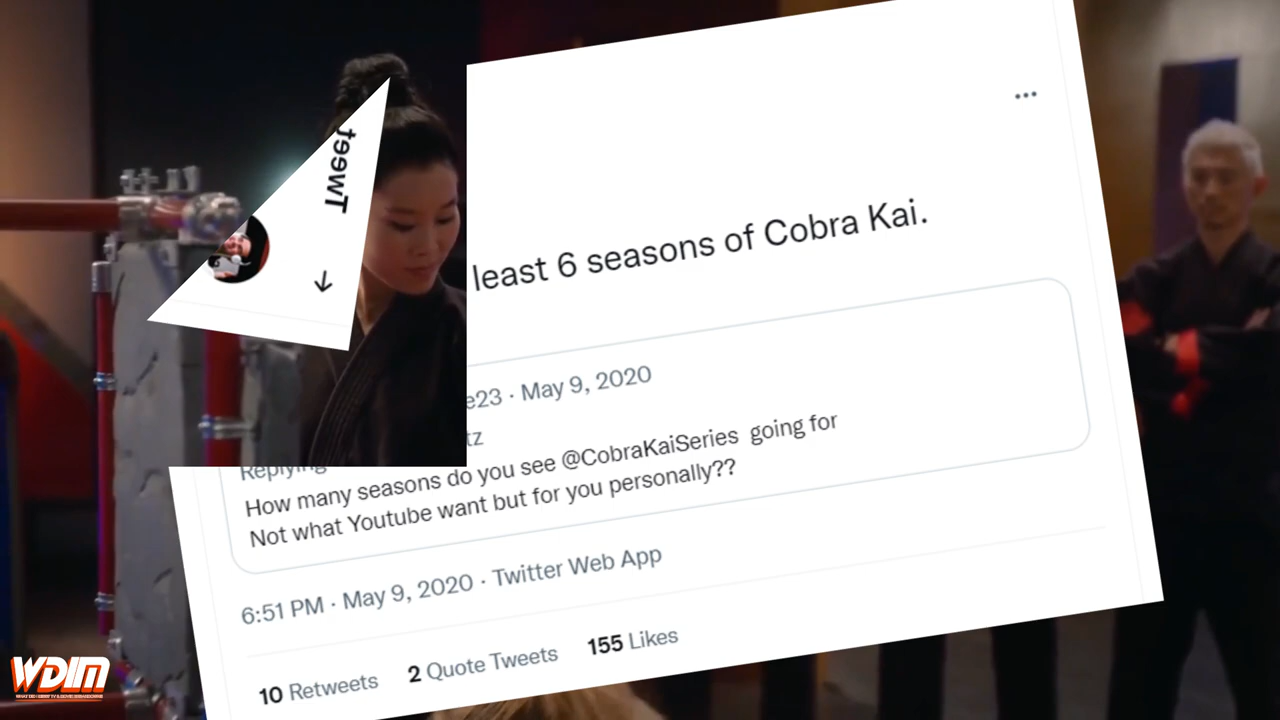 Tweet
least 6 seasons of Cobra Kai.
e23 · May 9, 2020
tz
Replying
How many seasons do you see @CobraKaiSeries going for
Not what Youtube want but for you personally??
6:51 PM · May 9, 2020 · Twitter Web App
10 Retweets 2 Quote Tweets 155 Likes
WDIM